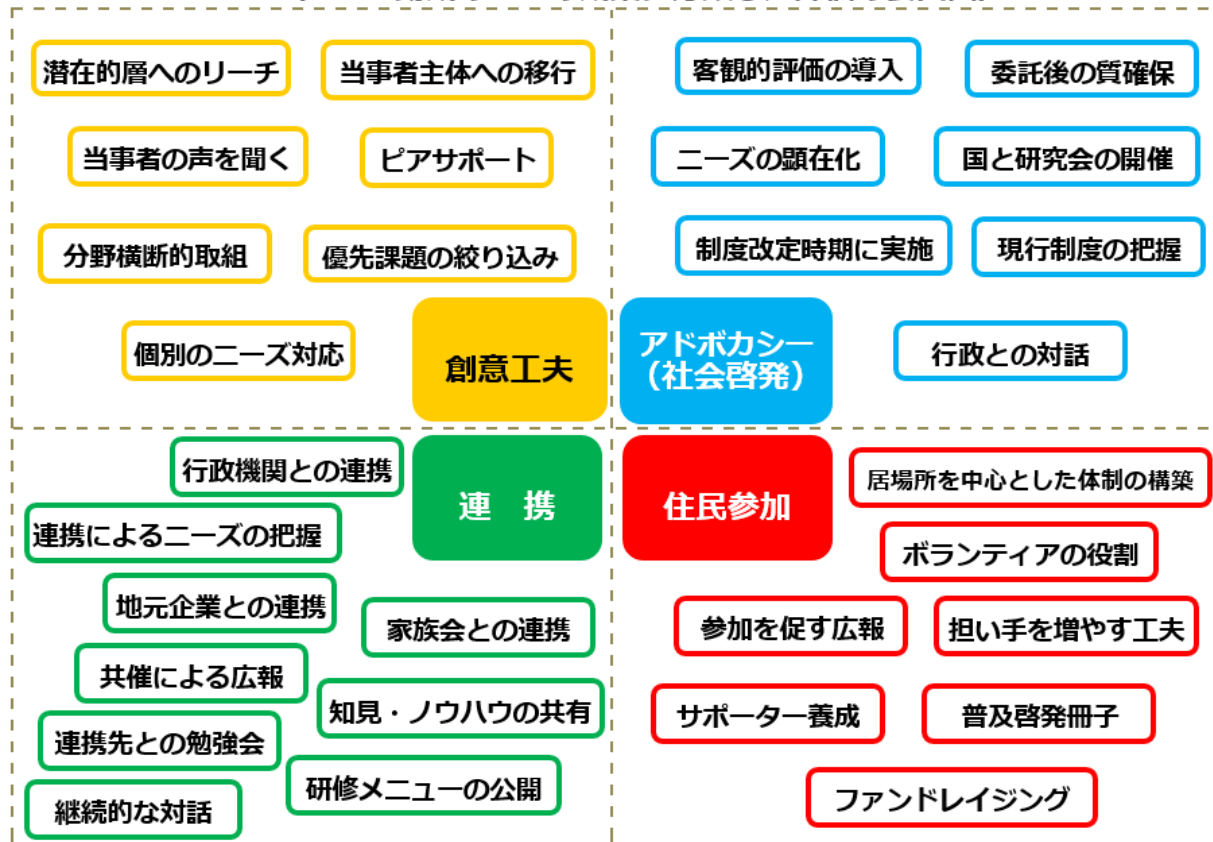 潜在的層へのリーチ
当事者主体への移行
当事者の声を聞く
ピアサポート
分野横断的取組
優先課題の絞り込み
個別のニーズ対応
創意工夫
客観的評価の導入
委託後の質確保
ニーズの顕在化
国と研究会の開催
制度改定時期に実施
現行制度の把握
アドボカシー
（社会啓発）
行政との対話
行政機関との連携
連　携
連携によるニーズの把握
地元企業との連携
家族会との連携
共催による広報
知見・ノウハウの共有
連携先との勉強会
研修メニューの公開
継続的な対話
住民参加
居場所を中心とした体制の構築
ボランティアの役割
参加を促す広報
担い手を増やす工夫
サポーター養成
普及啓発冊子
ファンドレイジング